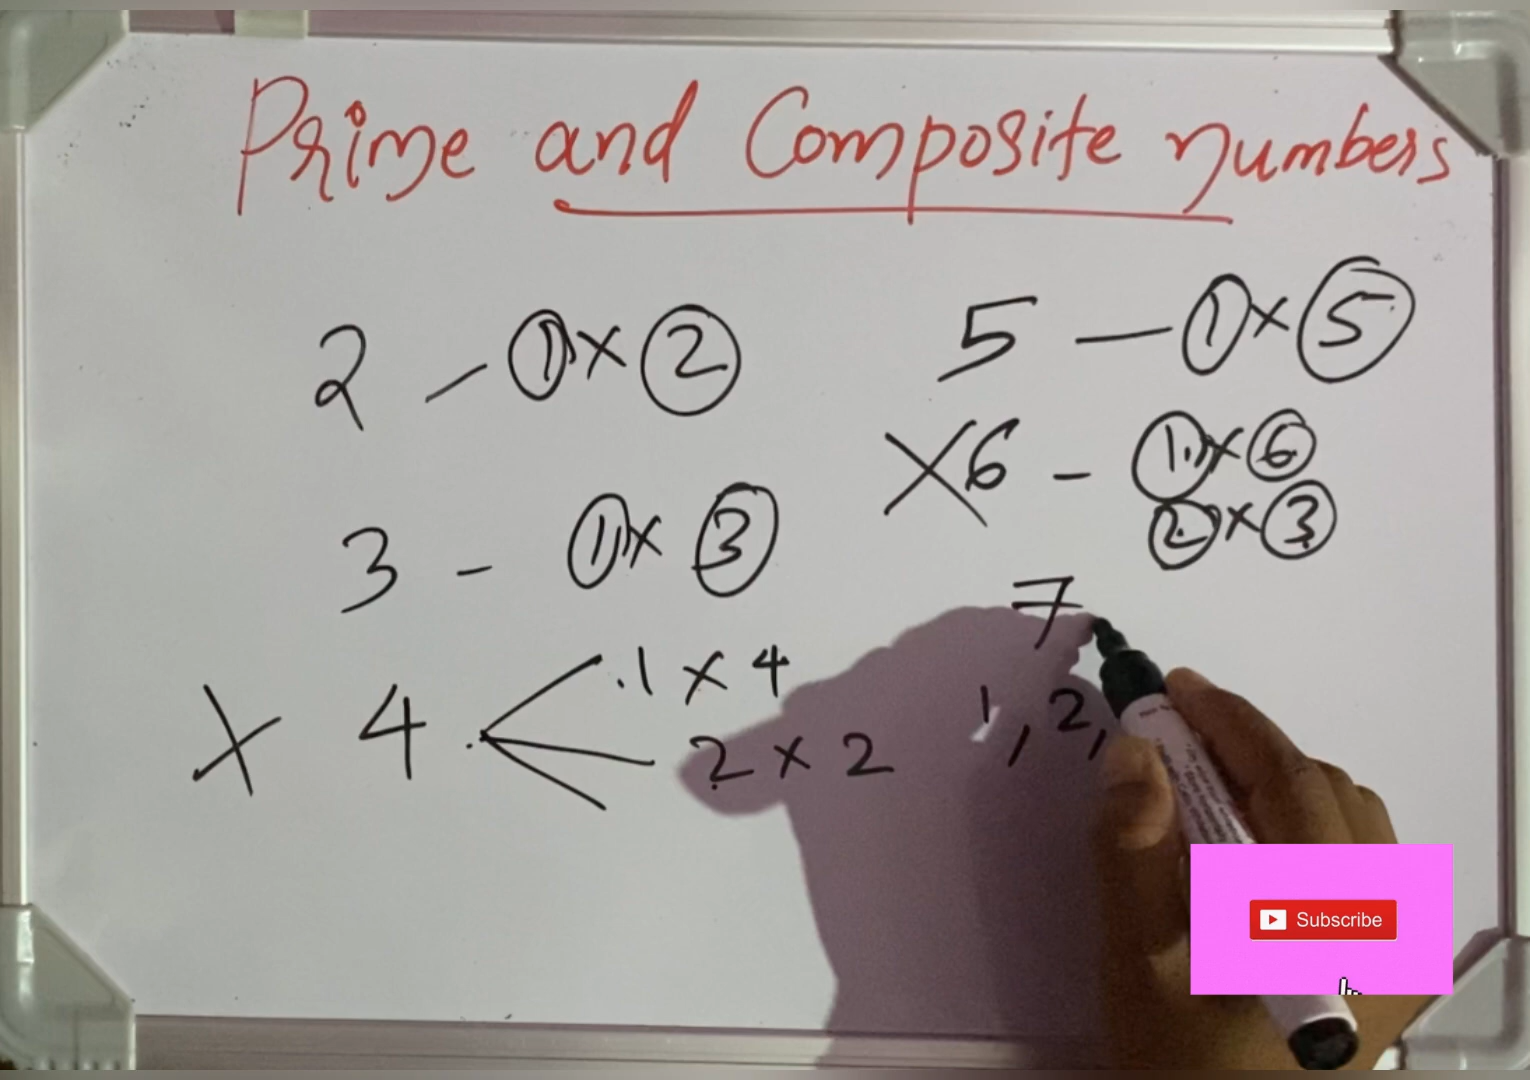 Prime and Composite numbers
2 - 1 x 2
3 - 1 x 3
X 4 .1 x 4
2 x 2
5 - 1 x 5
X 6 - 1 x 6
2 x 3
7
1, 2,
Subscribe